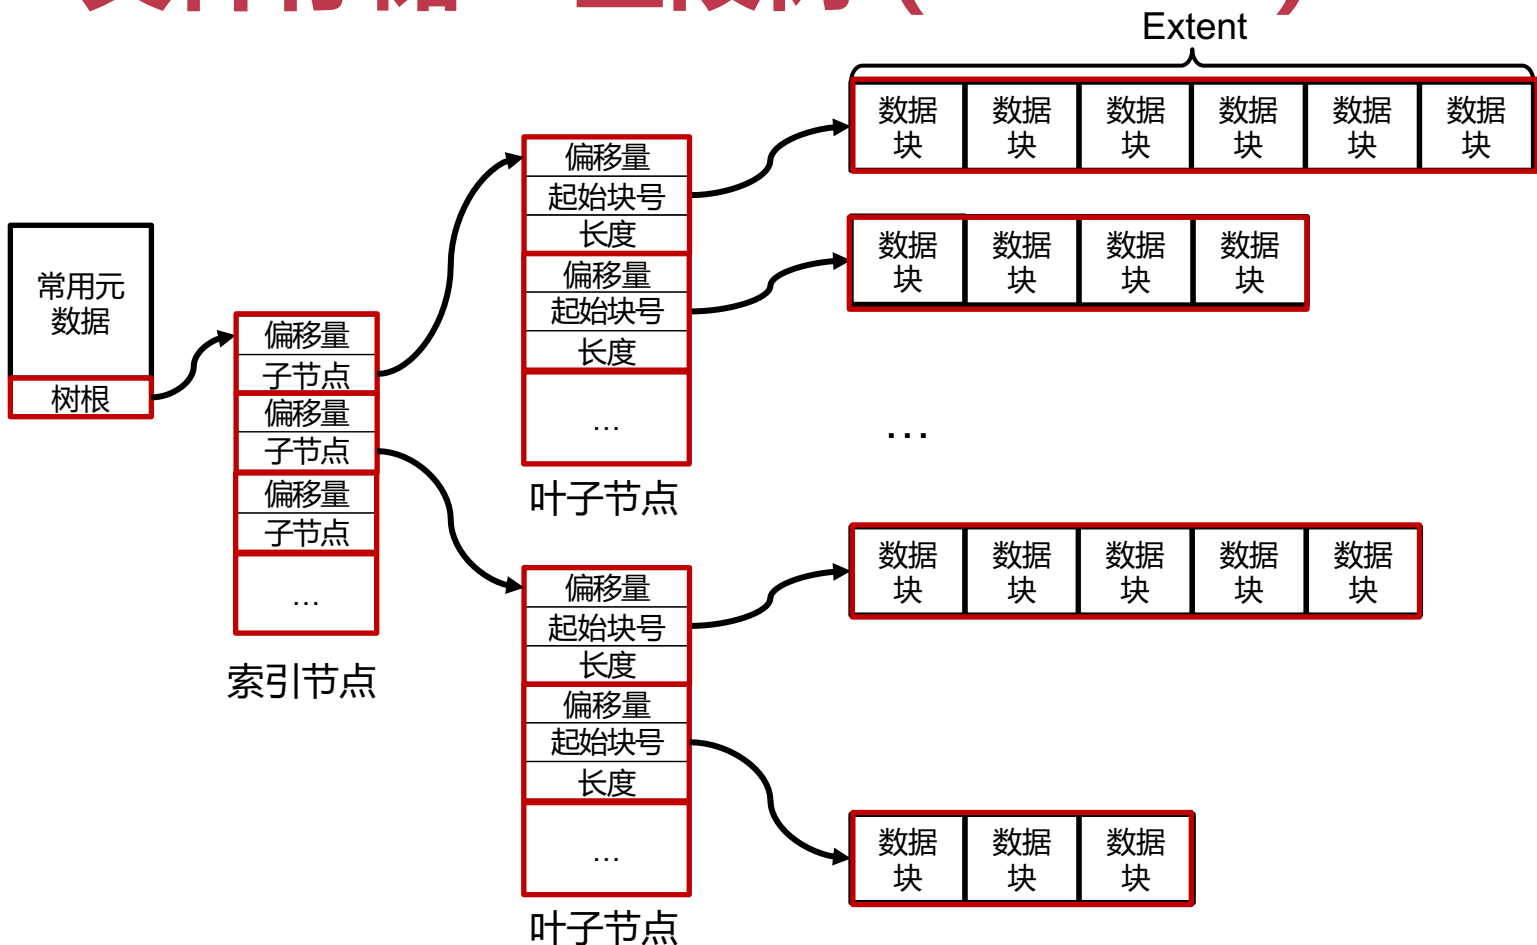 Extent
数据
块
数据
块
数据
块
数据
块
数据
块
数据
块
偏移量
起始块号
长度
偏移量
起始块号
长度
…
叶子节点
数据
块
数据
块
数据
块
数据
块
常用元
数据
树根
偏移量
子节点
偏移量
子节点
偏移量
子节点
…
索引节点
…
偏移量
起始块号
长度
偏移量
起始块号
长度
…
叶子节点
数据
块
数据
块
数据
块
数据
块
数据
块
数据
块
数据
块
数据
块